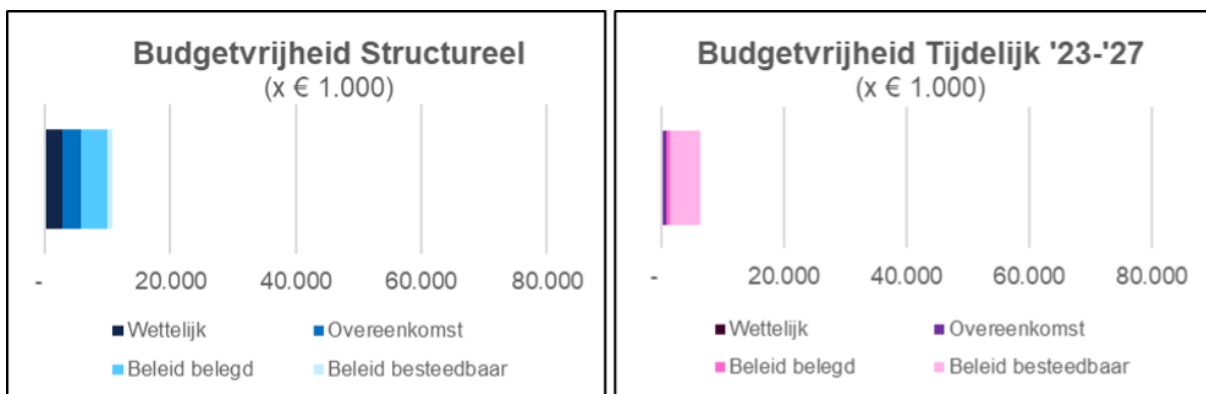 Budgetvrijheid Structureel
(x € 1.000)
- 20.000 40.000 60.000 80.000
Wettelijk Overeenkomst
Beleid belegd Beleid besteedbaar
Budgetvrijheid Tijdelijk '23-'27
(x € 1.000)
- 20.000 40.000 60.000 80.000
Wettelijk Overeenkomst
Beleid belegd Beleid besteedbaar